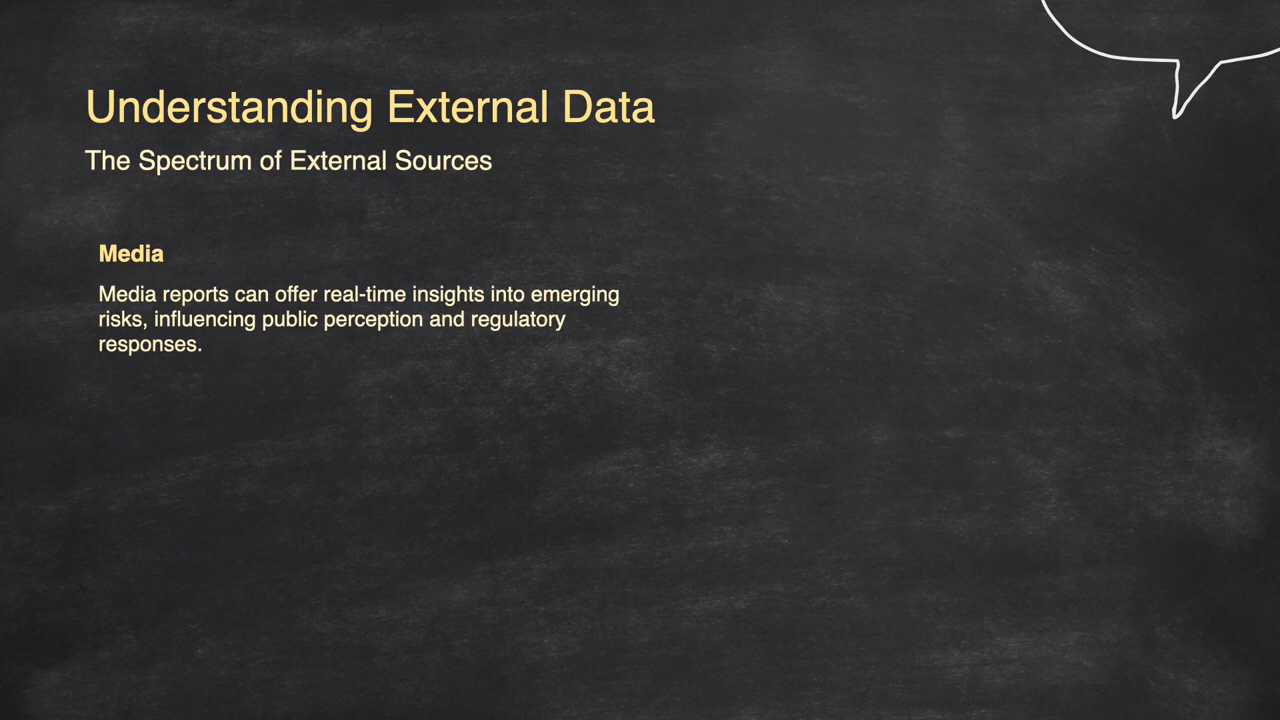 Understanding External Data
The Spectrum of External Sources
Media
Media reports can offer real-time insights into emerging
risks, influencing public perception and regulatory
responses.